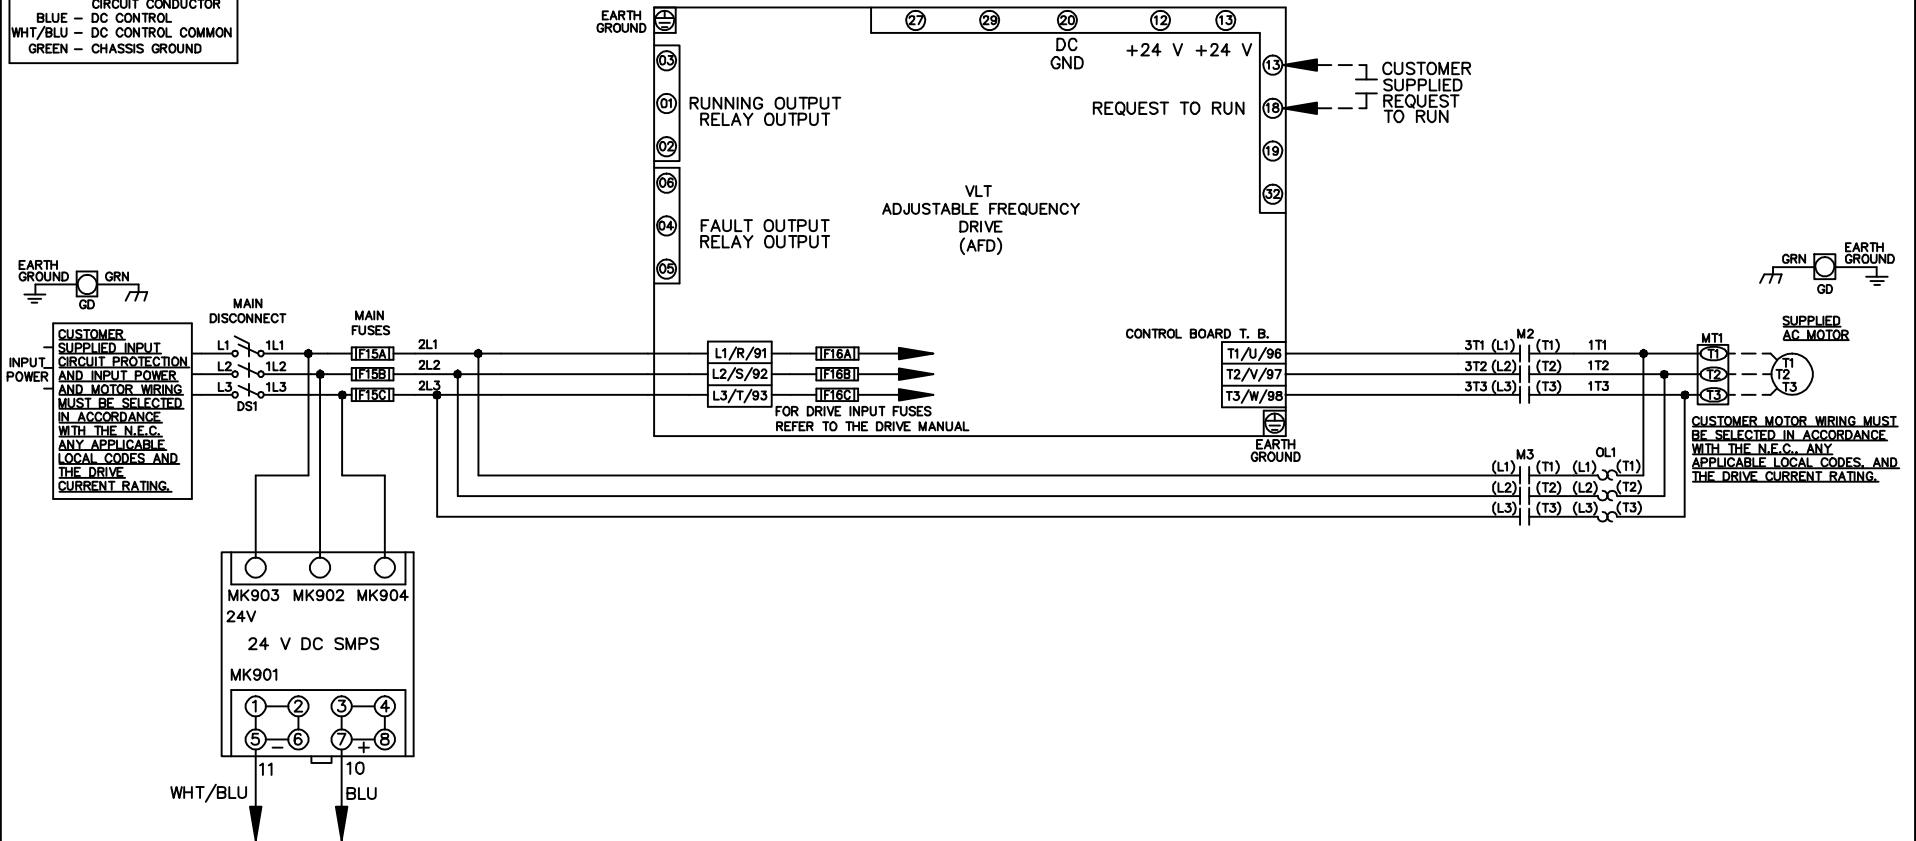 CIRCUIT CONDUCTOR
BLUE – DC CONTROL
WHT/BLU – DC CONTROL COMMON
GREEN – CHASSIS GROUND
EARTH
GROUND
27 29 20 12 13
DC
GND
+24 V +24 V
03
01
02
RUNNING OUTPUT
RELAY OUTPUT
06
04
05
FAULT OUTPUT
RELAY OUTPUT
VLT
ADJUSTABLE FREQUENCY
DRIVE
(AFD)
REQUEST TO RUN
13
18
19
32
CUSTOMER
SUPPLIED
REQUEST
TO RUN
EARTH
GROUND
GRN
GD
INPUT
POWER
CUSTOMER
SUPPLIED INPUT
CIRCUIT PROTECTION
AND INPUT POWER
AND MOTOR WIRING
MUST BE SELECTED
IN ACCORDANCE
WITH THE N.E.C.
ANY APPLICABLE
LOCAL CODES AND
THE DRIVE
CURRENT RATING.
MAIN
DISCONNECT
L1 1L1
L2 1L2
L3 1L3
DS1
MAIN
FUSES
F15A 2L1
F15B 2L2
F15C 2L3
L1/R/91 F16A
L2/S/92 F16B
L3/T/93 F16C
FOR DRIVE INPUT FUSES
REFER TO THE DRIVE MANUAL
CONTROL BOARD T. B.
T1/U/96
T2/V/97
T3/W/98
EARTH
GROUND
M2
3T1 (L1) (T1) 1T1
3T2 (L2) (T2) 1T2
3T3 (L3) (T3) 1T3
M3 OL1
(L1) (T1) (L1) (T1)
(L2) (T2) (L2) (T2)
(L3) (T3) (L3) (T3)
GRN
EARTH
GROUND
GD
SUPPLIED
AC MOTOR
MT1
T1
T2
T3
T1
T2
T3
CUSTOMER MOTOR WIRING MUST
BE SELECTED IN ACCORDANCE
WITH THE N.E.C., ANY
APPLICABLE LOCAL CODES, AND
THE DRIVE CURRENT RATING.
MK903 MK902 MK904
24V
24 V DC SMPS
MK901
1 2 3 4
5 – 6 7 + 8
11 10
WHT/BLU BLU